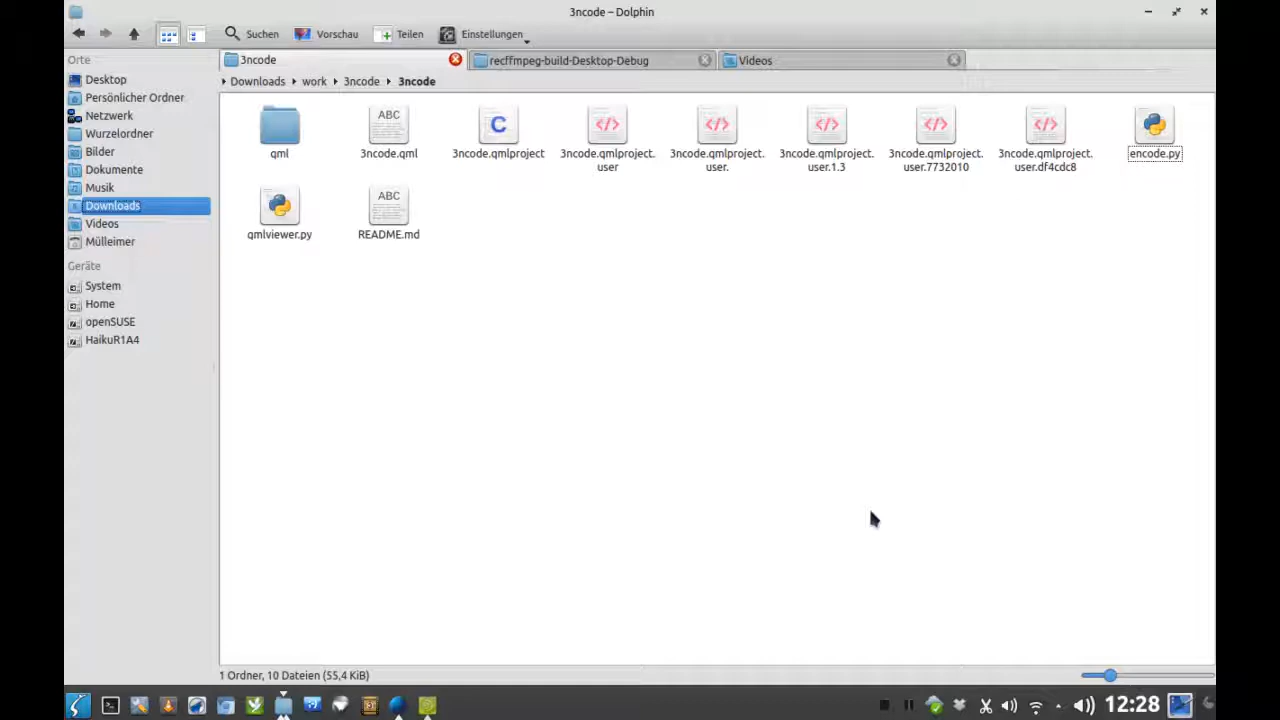 3ncode – Dolphin
Suchen Vorschau Teilen Einstellungen
Orte
Desktop
Persönlicher Ordner
Netzwerk
Wurzelordner
Bilder
Dokumente
Musik
Downloads
Videos
Mülleimer
Geräte
System
Home
openSUSE
HaikuR1A4
3ncode recffmpeg-build-Desktop-Debug Videos
Downloads work 3ncode 3ncode
qml
ABC
3ncode.qml
C
3ncode.qmlproject
</>
3ncode.qmlproject.
user
</>
3ncode.qmlproject.
user.
</>
3ncode.qmlproject.
user.1.3
</>
3ncode.qmlproject.
user.7732010
</>
3ncode.qmlproject.
user.df4cdc8
encode.py
qmlviewer.py
ABC
README.md
1 Ordner, 10 Dateien (55,4 KiB)
12:28